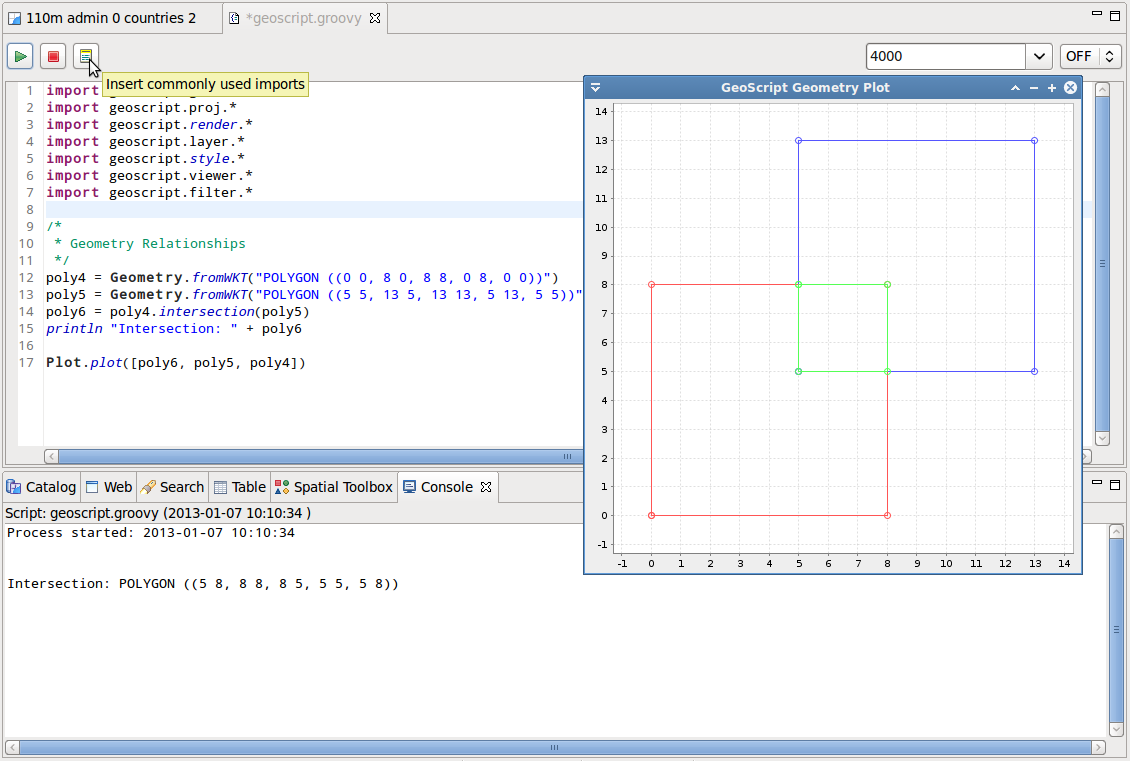 110m admin 0 countries 2
*geoscript.groovy
4000
OFF
Insert commonly used imports
1 import
2 import geoscript.proj.*
3 import geoscript.render.*
4 import geoscript.layer.*
5 import geoscript.style.*
6 import geoscript.viewer.*
7 import geoscript.filter.*
8
9 /*
10 * Geometry Relationships
11 */
12 poly4 = Geometry.fromWKT("POLYGON ((0 0, 8 0, 8 8, 0 8, 0 0))")
13 poly5 = Geometry.fromWKT("POLYGON ((5 5, 13 5, 13 13, 5 13, 5 5))"
14 poly6 = poly4.intersection(poly5)
15 println "Intersection: " + poly6
16
17 Plot.plot([poly6, poly5, poly4])
GeoScript Geometry Plot
14
13
12
11
10
9
8
7
6
5
4
3
2
1
0
-1
-1 0 1 2 3 4 5 6 7 8 9 10 11 12 13 14
Catalog Web Search Table Spatial Toolbox Console
Script: geoscript.groovy (2013-01-07 10:10:34 )
Process started: 2013-01-07 10:10:34
Intersection: POLYGON ((5 8, 8 8, 8 5, 5 5, 5 8))